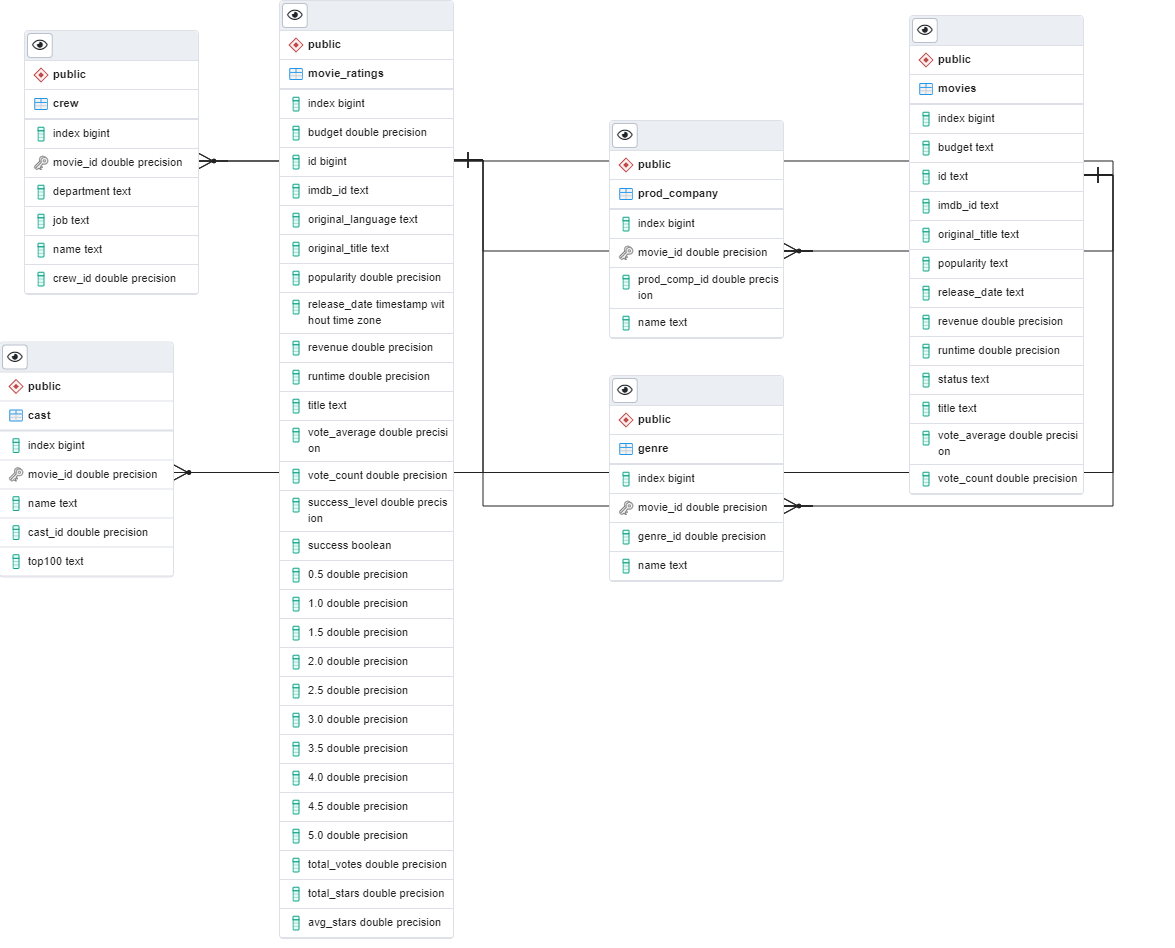 public
crew
index bigint
movie_id double precision
department text
job text
name text
crew_id double precision
public
cast
index bigint
movie_id double precision
name text
cast_id double precision
top100 text
public
movie_ratings
index bigint
budget double precision
id bigint
imdb_id text
original_language text
original_title text
popularity double precision
release_date timestamp wit
hout time zone
revenue double precision
runtime double precision
title text
vote_average double precisi
on
vote_count double precision
success_level double precis
ion
success boolean
0.5 double precision
1.0 double precision
1.5 double precision
2.0 double precision
2.5 double precision
3.0 double precision
3.5 double precision
4.0 double precision
4.5 double precision
5.0 double precision
total_votes double precision
total_stars double precision
avg_stars double precision
public
prod_company
index bigint
movie_id double precision
prod_comp_id double precis
ion
name text
public
genre
index bigint
movie_id double precision
genre_id double precision
name text
public
movies
index bigint
budget text
id text
imdb_id text
original_title text
popularity text
release_date text
revenue double precision
runtime double precision
status text
title text
vote_average double precisi
on
vote_count double precision